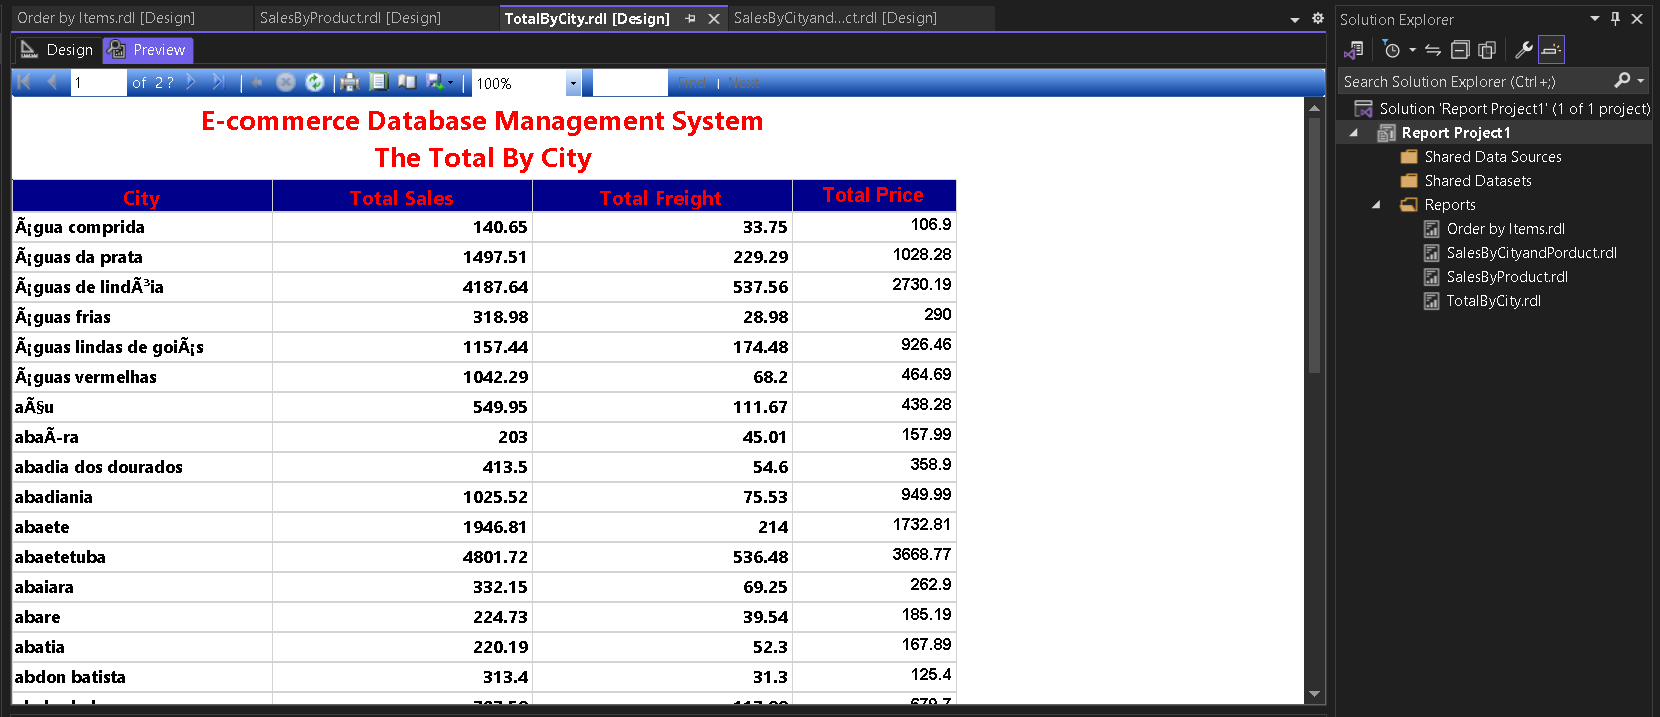 Order by Items.rdl [Design]
SalesByProduct.rdl [Design]
TotalByCity.rdl [Design]
SalesByCityand...ct.rdl [Design]
Design
Preview
1 of 2 ?
100%
Find | Next
E-commerce Database Management System
The Total By City
City Total Sales Total Freight Total Price
Ã¡gua comprida 140.65 33.75 106.9
Ã¡guas da prata 1497.51 229.29 1028.28
Ã¡guas de lindÃ³ia 4187.64 537.56 2730.19
Ã¡guas frias 318.98 28.98 290
Ã¡guas lindas de goiÃ¡s 1157.44 174.48 926.46
Ã¡guas vermelhas 1042.29 68.2 464.69
aÃ§u 549.95 111.67 438.28
abaÃ-ra 203 45.01 157.99
abadia dos dourados 413.5 54.6 358.9
abadiania 1025.52 75.53 949.99
abaete 1946.81 214 1732.81
abaetetuba 4801.72 536.48 3668.77
abaiara 332.15 69.25 262.9
abare 224.73 39.54 185.19
abatia 220.19 52.3 167.89
abdon batista 313.4 31.3 125.4
Solution Explorer
Search Solution Explorer (Ctrl+;)
Solution 'Report Project1' (1 of 1 project)
Report Project1
Shared Data Sources
Shared Datasets
Reports
Order by Items.rdl
SalesByCityandPorduct.rdl
SalesByProduct.rdl
TotalByCity.rdl